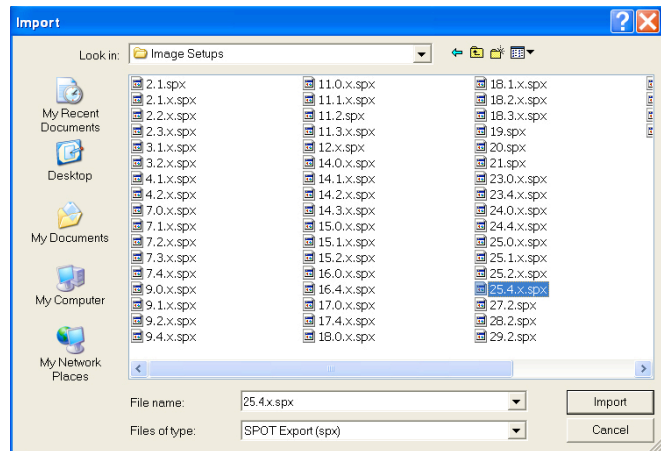 Import
Look in:
Image Setups
My Recent
Documents
Desktop
My Documents
My Computer
My Network
Places
2.1.spx
2.1.x.spx
2.2.x.spx
2.3.x.spx
3.1.x.spx
3.2.x.spx
4.1.x.spx
4.2.x.spx
7.0.x.spx
7.1.x.spx
7.2.x.spx
7.3.x.spx
7.4.x.spx
9.0.x.spx
9.1.x.spx
9.2.x.spx
9.4.x.spx
11.0.x.spx
11.1.x.spx
11.2.spx
11.3.x.spx
12.x.spx
14.0.x.spx
14.1.x.spx
14.2.x.spx
14.3.x.spx
15.0.x.spx
15.1.x.spx
15.2.x.spx
16.0.x.spx
16.4.x.spx
17.0.x.spx
17.4.x.spx
18.0.x.spx
18.1.x.spx
18.2.x.spx
18.3.x.spx
19.spx
20.spx
21.spx
23.0.x.spx
23.4.x.spx
24.0.x.spx
24.4.x.spx
25.0.x.spx
25.1.x.spx
25.2.x.spx
25.4.x.spx
27.2.spx
28.2.spx
29.2.spx
File name:
25.4.x.spx
Import
Files of type:
SPOT Export (spx)
Cancel